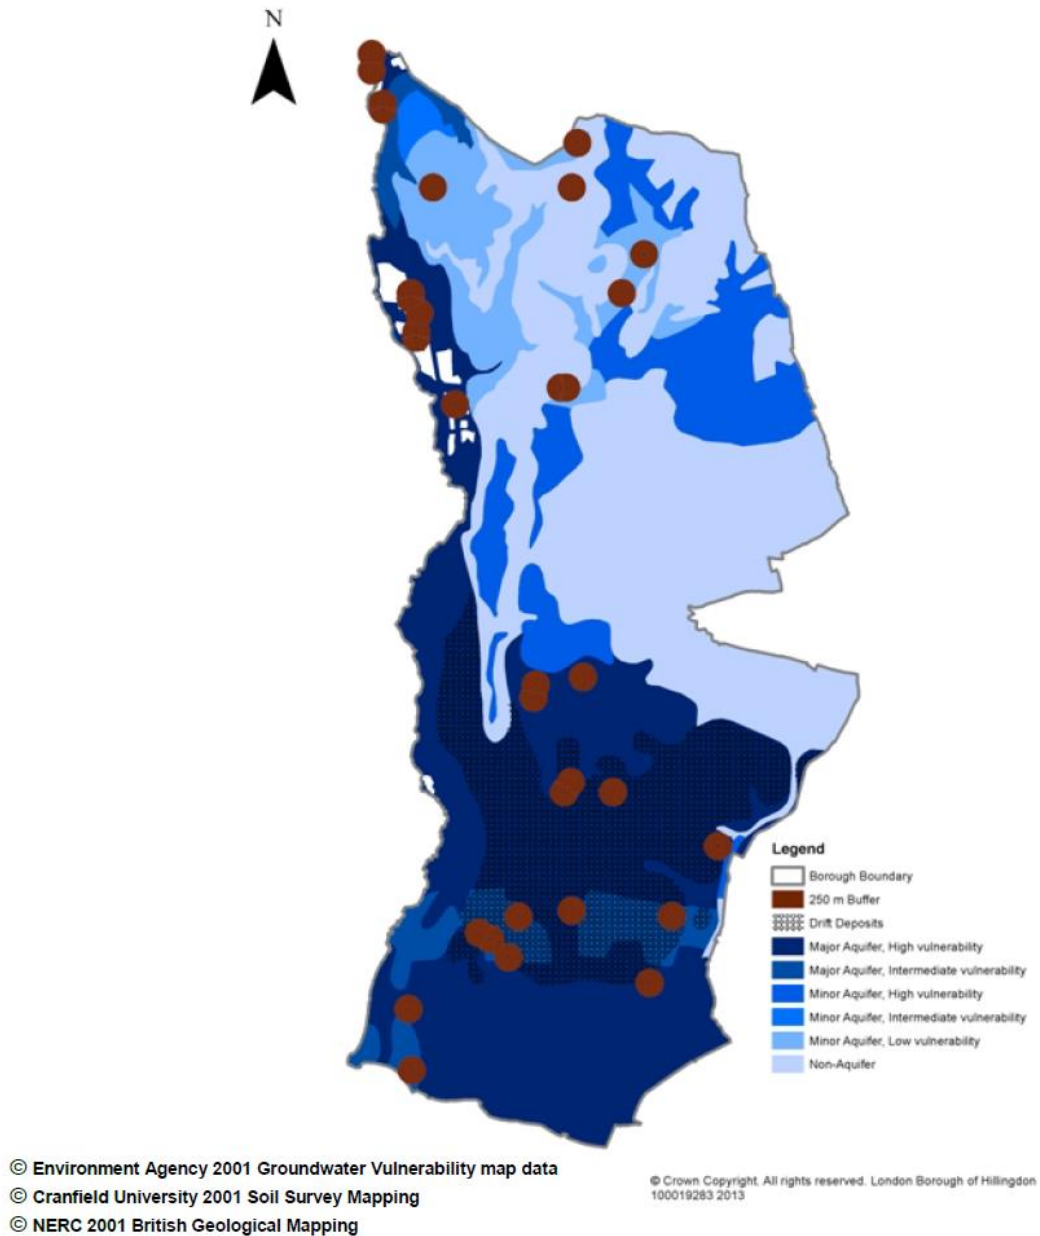 N
Legend
Borough Boundary
250 m Buffer
Drift Deposits
Major Aquifer, High vulnerability
Major Aquifer, Intermediate vulnerability
Minor Aquifer, High vulnerability
Minor Aquifer, Intermediate vulnerability
Minor Aquifer, Low vulnerability
Non-Aquifer
© Environment Agency 2001 Groundwater Vulnerability map data
© Cranfield University 2001 Soil Survey Mapping
© NERC 2001 British Geological Mapping
© Crown Copyright. All rights reserved. London Borough of Hillingdon
100019283 2013